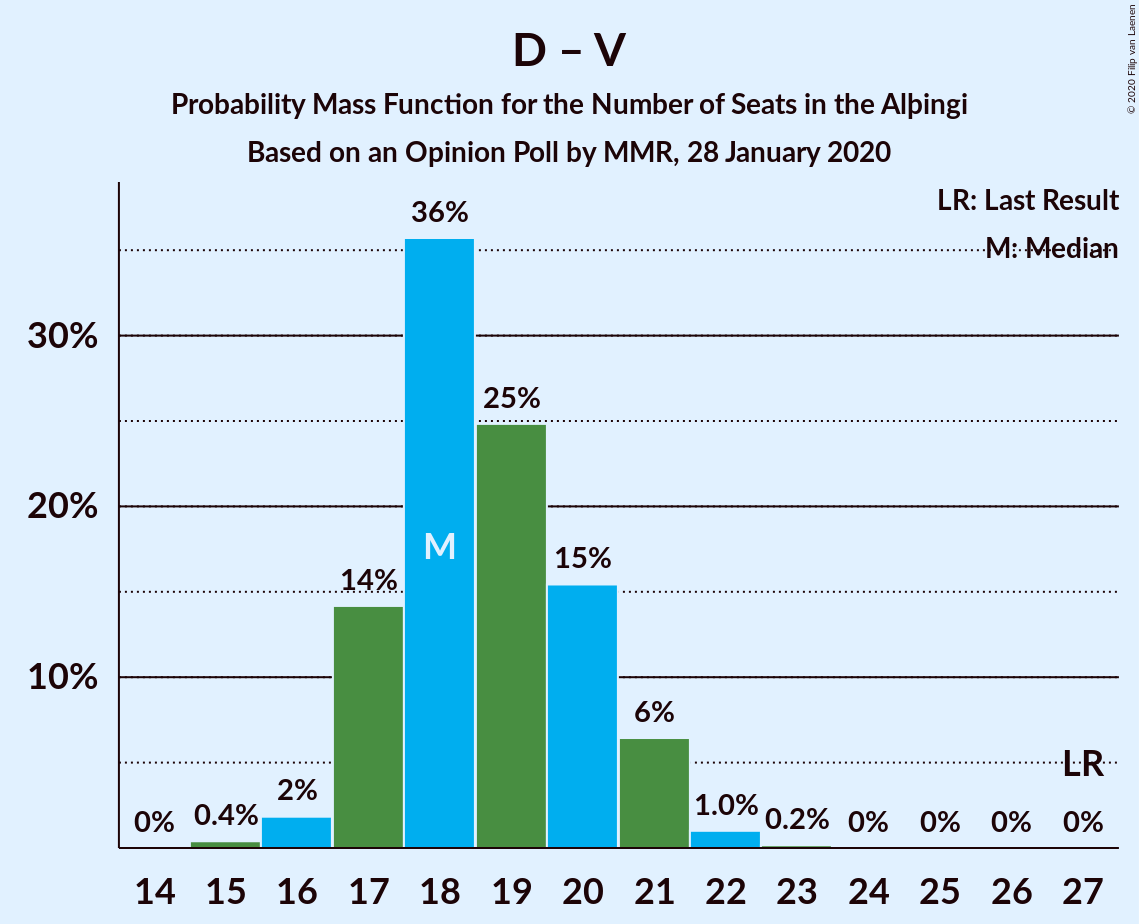 D – V
Probability Mass Function for the Number of Seats in the Alþingi
Based on an Opinion Poll by MMR, 28 January 2020
© 2020 Filip van Laenen
LR: Last Result
M: Median
30%
20%
10%
0%
0.4%
2%
14%
36%
25%
15%
6%
1.0%
0.2%
0%
0%
0%
0%
M
LR
14 15 16 17 18 19 20 21 22 23 24 25 26 27